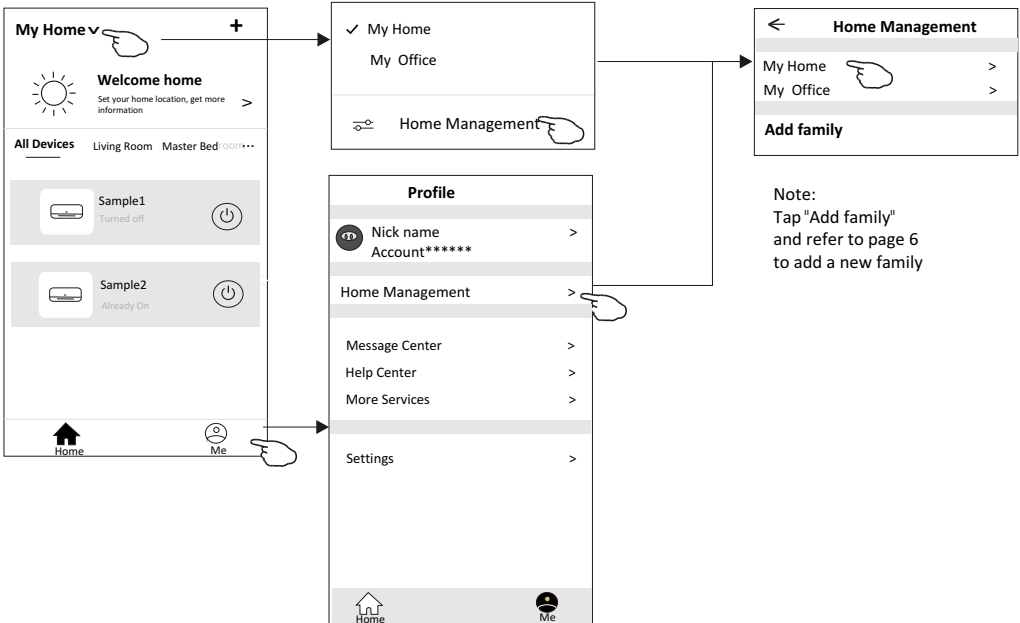 My Home
+
Welcome home
Set your home location, get more
information
>
All Devices
Living Room
Master Bedroom
...
Sample1
Turned off
Sample2
Already On
Home
Me
✓ My Home
My Office
Home Management
Profile
Nick name
>
Account******
Home Management
>
Message Center
>
Help Center
>
More Services
>
Settings
>
Home
Me
Home Management
My Home
>
My Office
>
Add family
Note:
Tap "Add family"
and refer to page 6
to add a new family